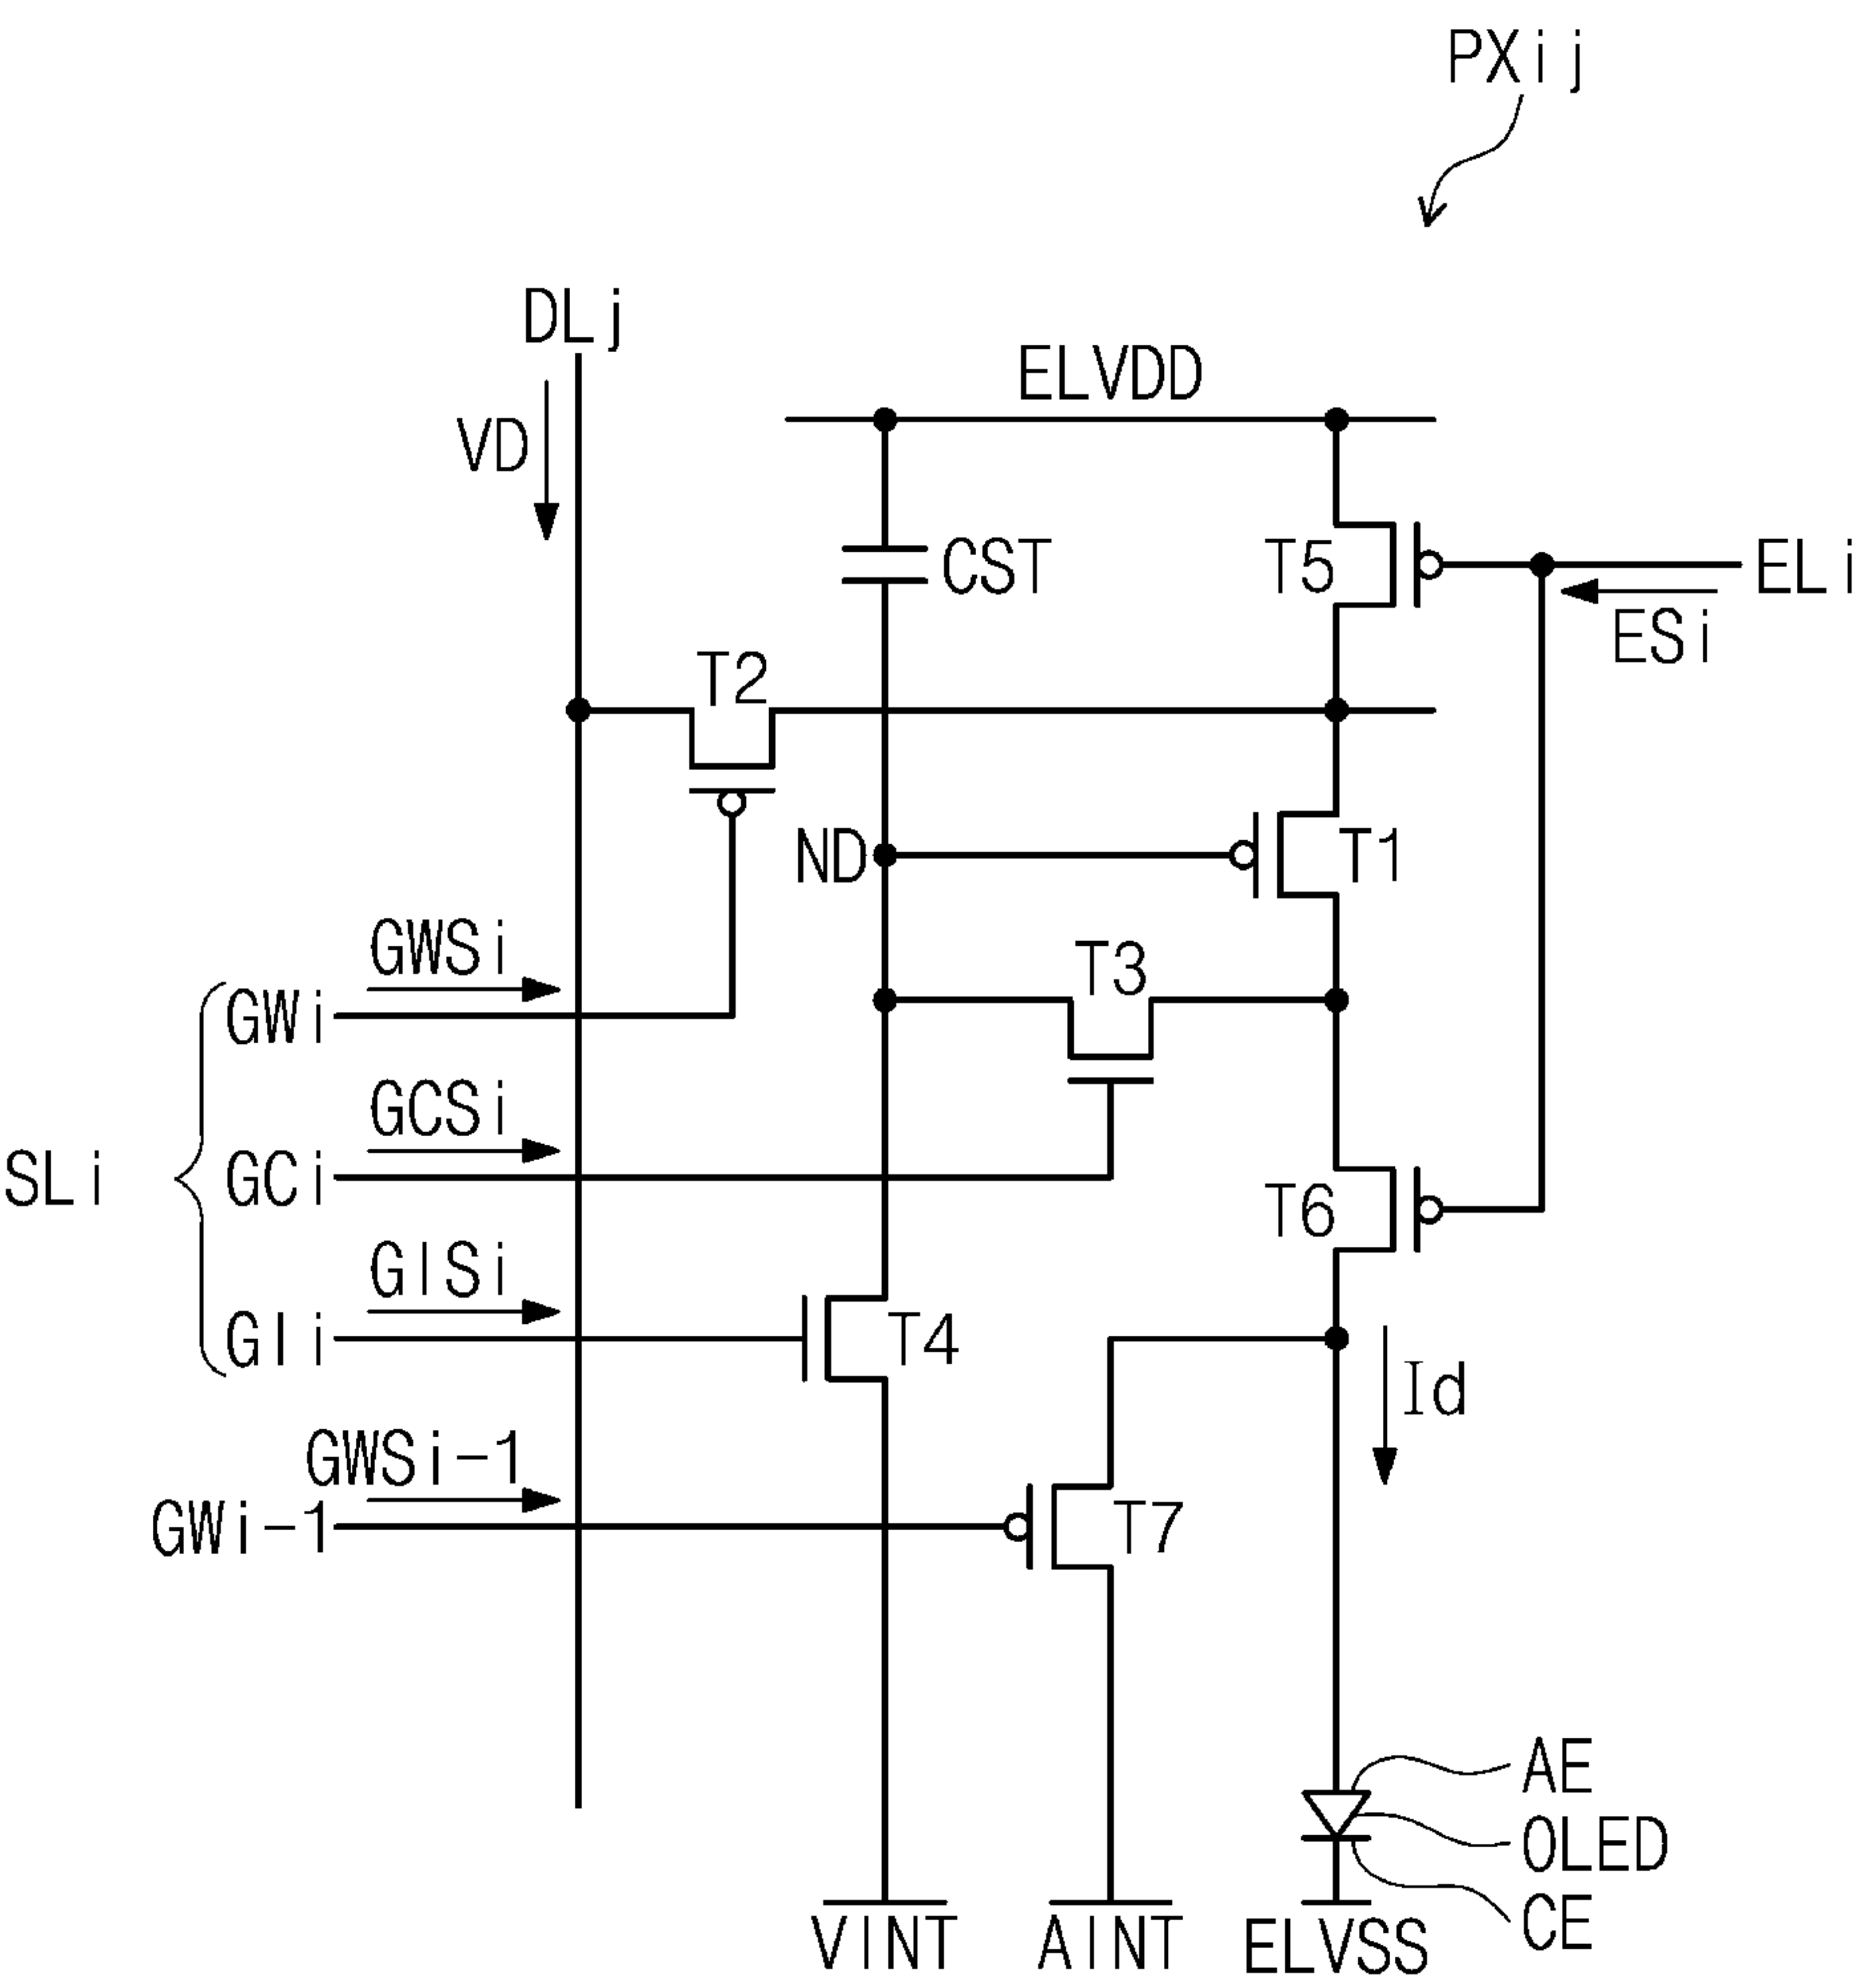 PXij
DLj
ELVDD
VD
CST
T5
ELi
ESi
T2
ND
T1
GWSi
T3
GWi
GCSi
SLi
GCi
T6
GISi
GIi
T4
Id
GWSi-1
GWi-1
T7
AE
OLED
CE
VINT
AINT
ELVSS